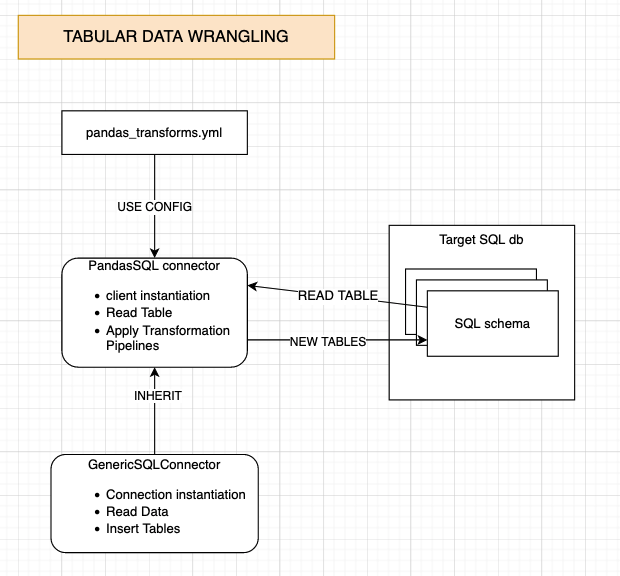 TABULAR DATA WRANGLING
pandas_transforms.yml
USE CONFIG
PandasSQL connector
• client instantiation
• Read Table
• Apply Transformation
Pipelines
Target SQL db
SQL schema
READ TABLE
NEW TABLES
INHERIT
GenericSQLConnector
• Connection instantiation
• Read Data
• Insert Tables